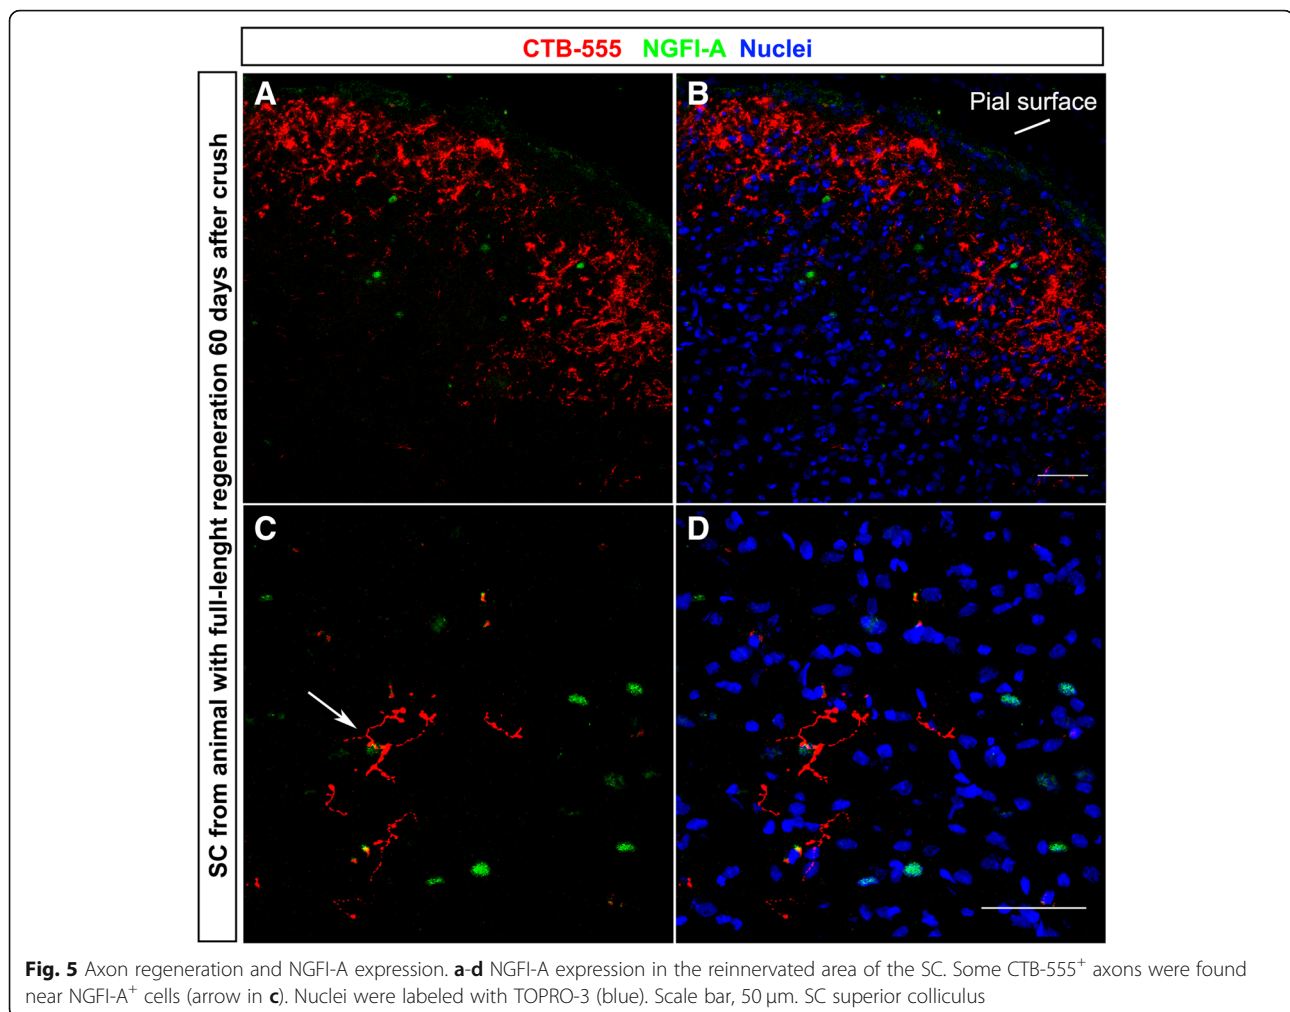 CTB-555 NGFI-A Nuclei
SC from animal with full-lenght regeneration 60 days after crush
A
B
Pial surface
C
D
Fig. 5 Axon regeneration and NGFI-A expression. a-d NGFI-A expression in the reinnervated area of the SC. Some CTB-555⁺ axons were found
near NGFI-A⁺ cells (arrow in c). Nuclei were labeled with TOPRO-3 (blue). Scale bar, 50 μm. SC superior colliculus